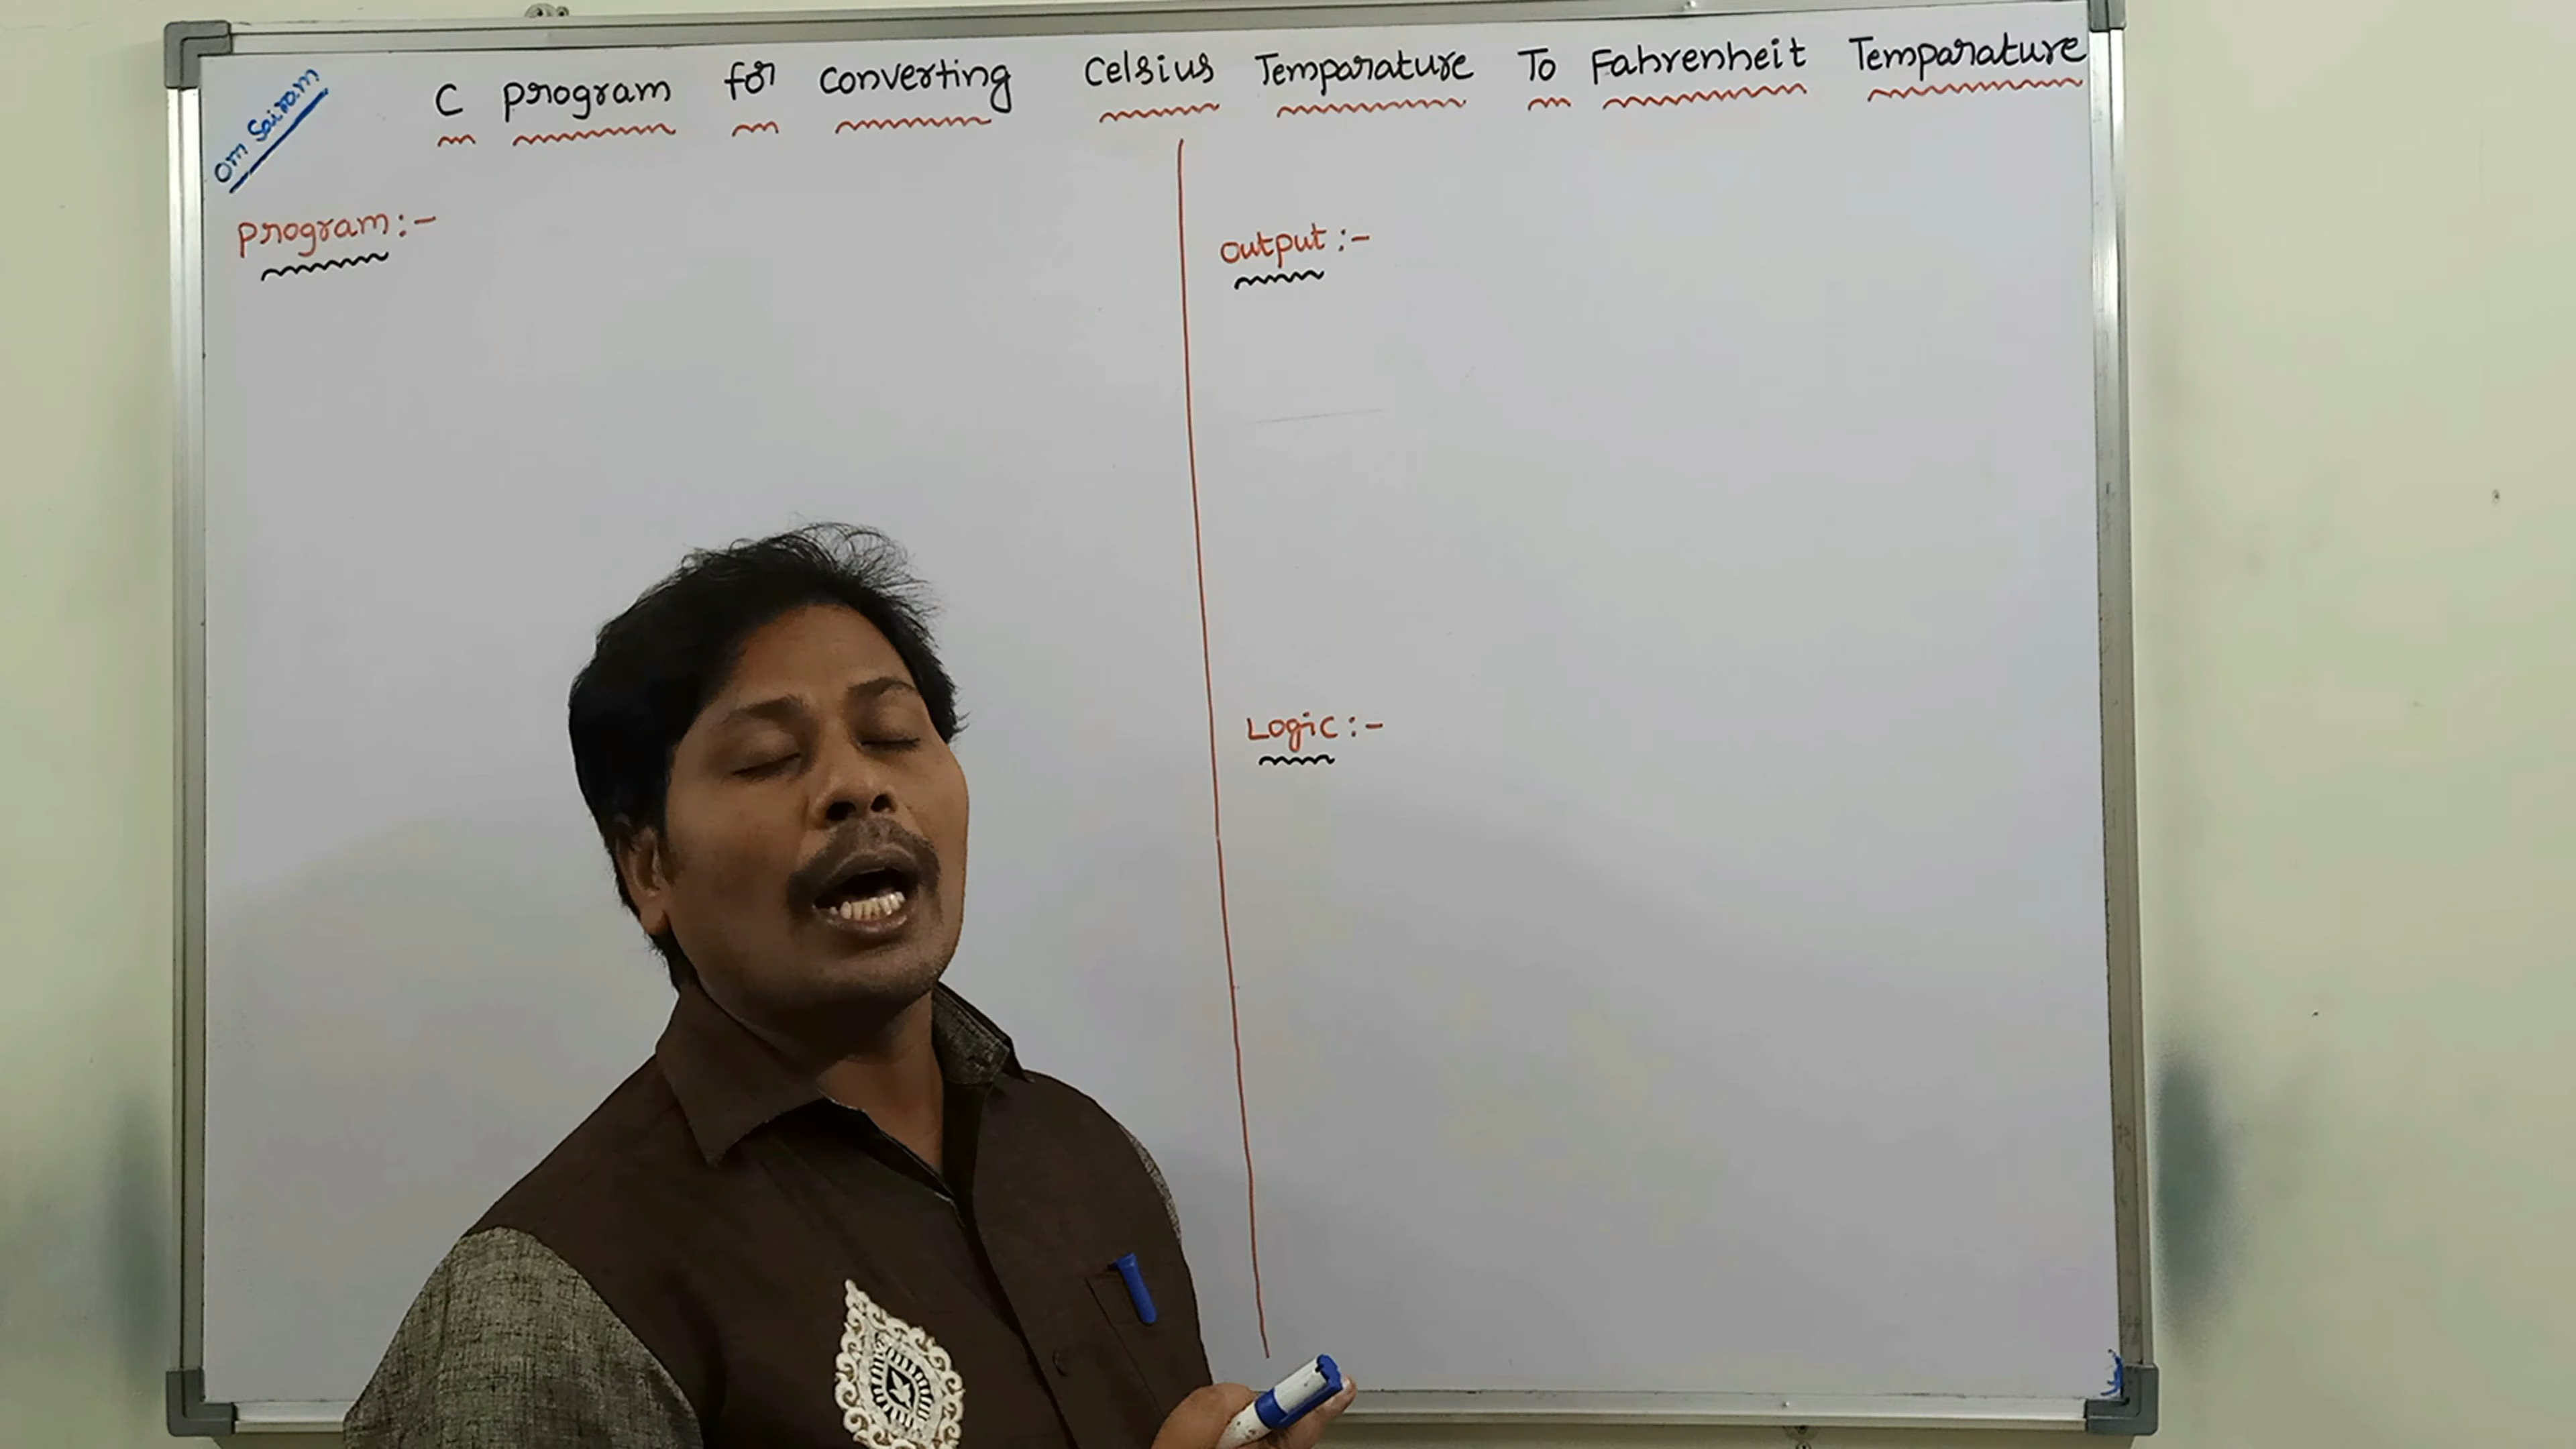 Om Sairam
C program for converting Celsius Temparature To Fahrenheit Temparature
Program:-
Output:-
Logic:-